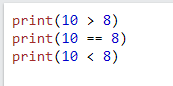 print(10 > 8)
print(10 == 8)
print(10 < 8)